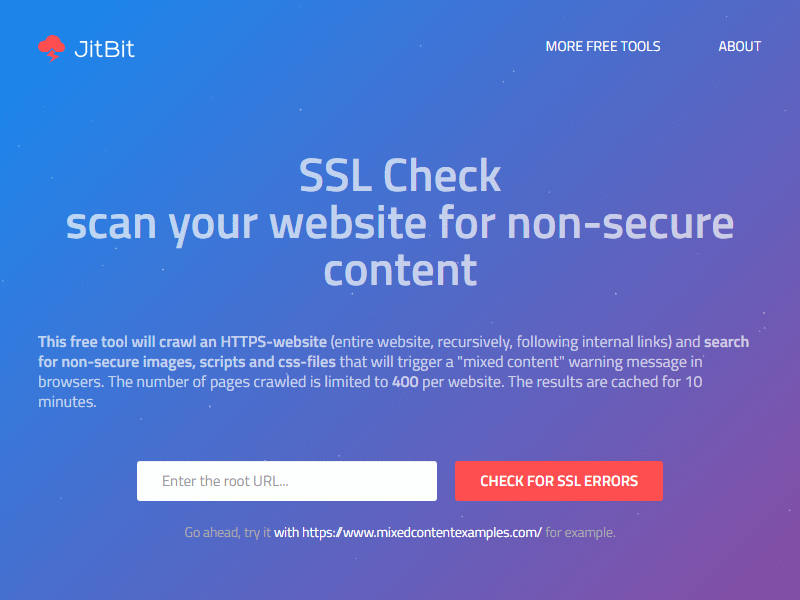 JitBit
MORE FREE TOOLS
ABOUT
SSL Check
scan your website for non-secure
content
This free tool will crawl an HTTPS-website (entire website, recursively, following internal links) and search
for non-secure images, scripts and css-files that will trigger a "mixed content" warning message in
browsers. The number of pages crawled is limited to 400 per website. The results are cached for 10
minutes.
Enter the root URL...
CHECK FOR SSL ERRORS
Go ahead, try it with https://www.mixedcontentexamples.com/ for example.